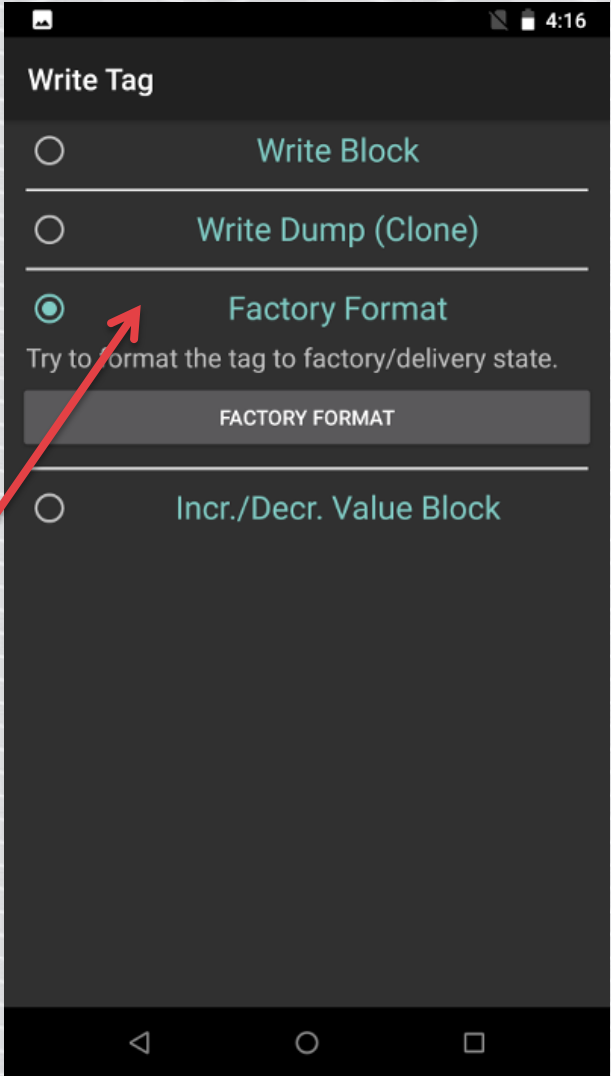 4:16
Write Tag
Write Block
Write Dump (Clone)
Factory Format
Try to format the tag to factory/delivery state.
FACTORY FORMAT
Incr./Decr. Value Block